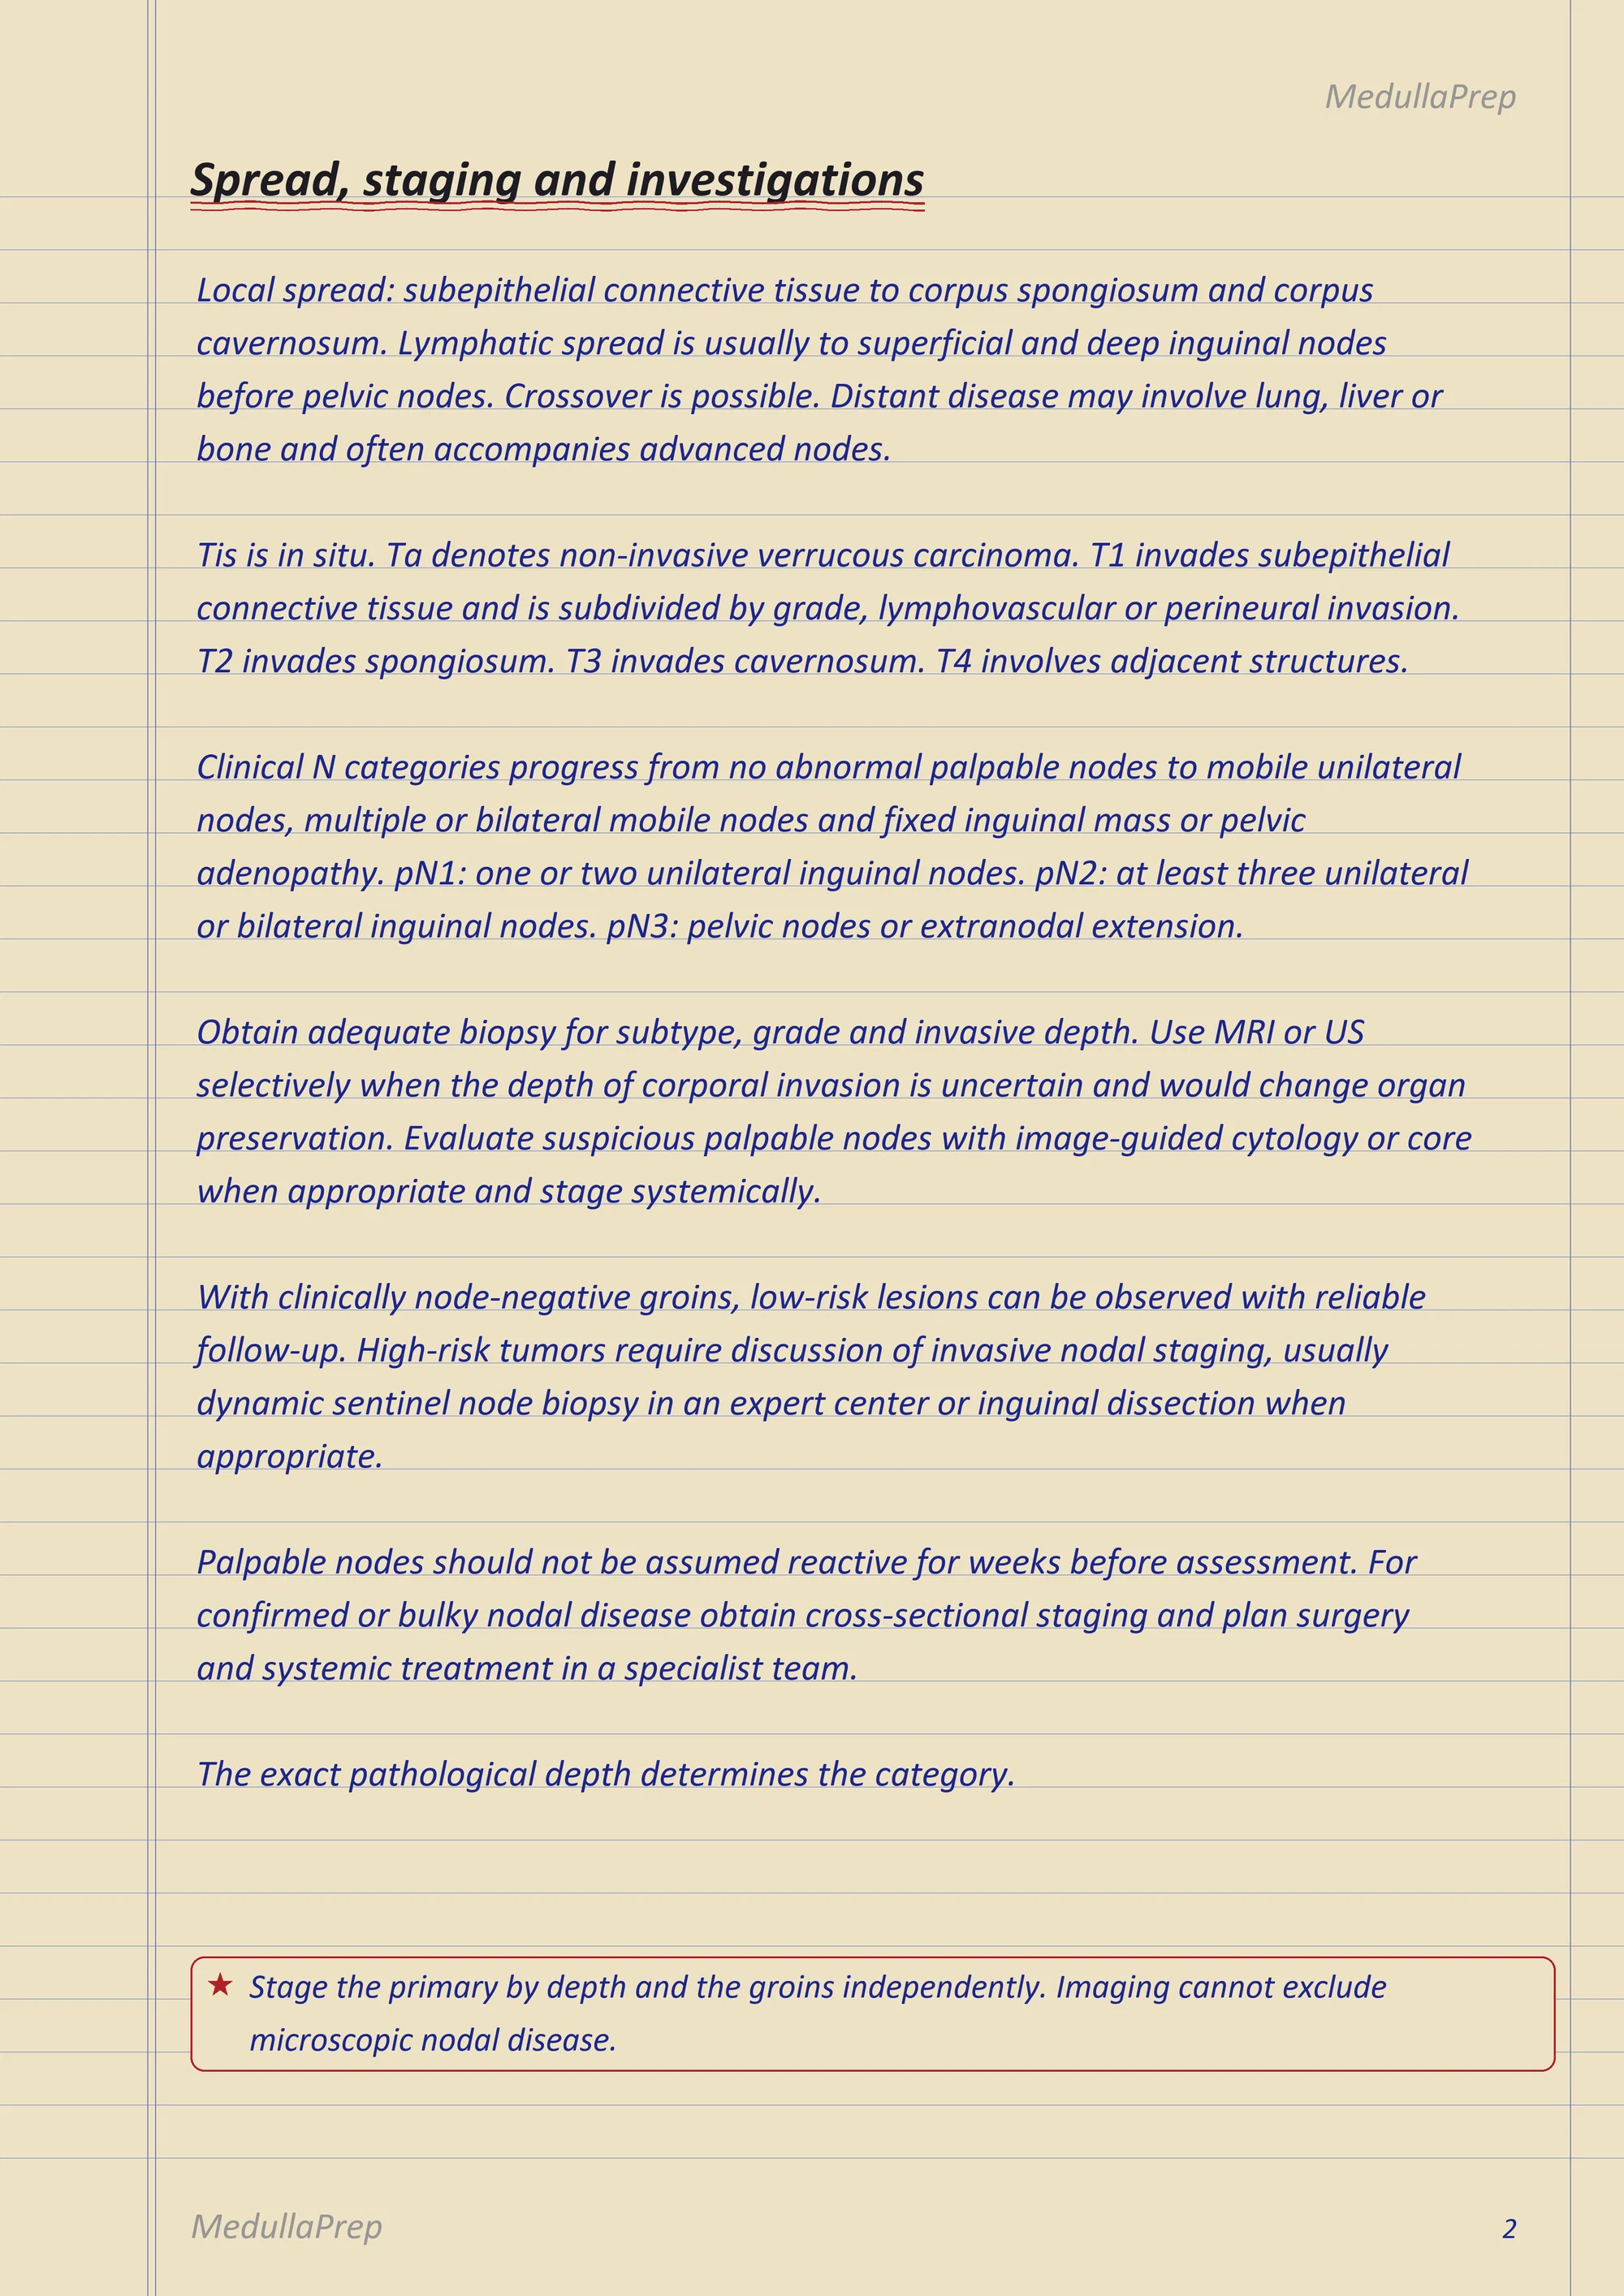 MedullaPrep
Spread, staging and investigations
Local spread: subepithelial connective tissue to corpus spongiosum and corpus
cavernosum. Lymphatic spread is usually to superficial and deep inguinal nodes
before pelvic nodes. Crossover is possible. Distant disease may involve lung, liver or
bone and often accompanies advanced nodes.
Tis is in situ. Ta denotes non-invasive verrucous carcinoma. T1 invades subepithelial
connective tissue and is subdivided by grade, lymphovascular or perineural invasion.
T2 invades spongiosum. T3 invades cavernosum. T4 involves adjacent structures.
Clinical N categories progress from no abnormal palpable nodes to mobile unilateral
nodes, multiple or bilateral mobile nodes and fixed inguinal mass or pelvic
adenopathy. pN1: one or two unilateral inguinal nodes. pN2: at least three unilateral
or bilateral inguinal nodes. pN3: pelvic nodes or extranodal extension.
Obtain adequate biopsy for subtype, grade and invasive depth. Use MRI or US
selectively when the depth of corporal invasion is uncertain and would change organ
preservation. Evaluate suspicious palpable nodes with image-guided cytology or core
when appropriate and stage systemically.
With clinically node-negative groins, low-risk lesions can be observed with reliable
follow-up. High-risk tumors require discussion of invasive nodal staging, usually
dynamic sentinel node biopsy in an expert center or inguinal dissection when
appropriate.
Palpable nodes should not be assumed reactive for weeks before assessment. For
confirmed or bulky nodal disease obtain cross-sectional staging and plan surgery
and systemic treatment in a specialist team.
The exact pathological depth determines the category.
★ Stage the primary by depth and the groins independently. Imaging cannot exclude
microscopic nodal disease.
MedullaPrep
2